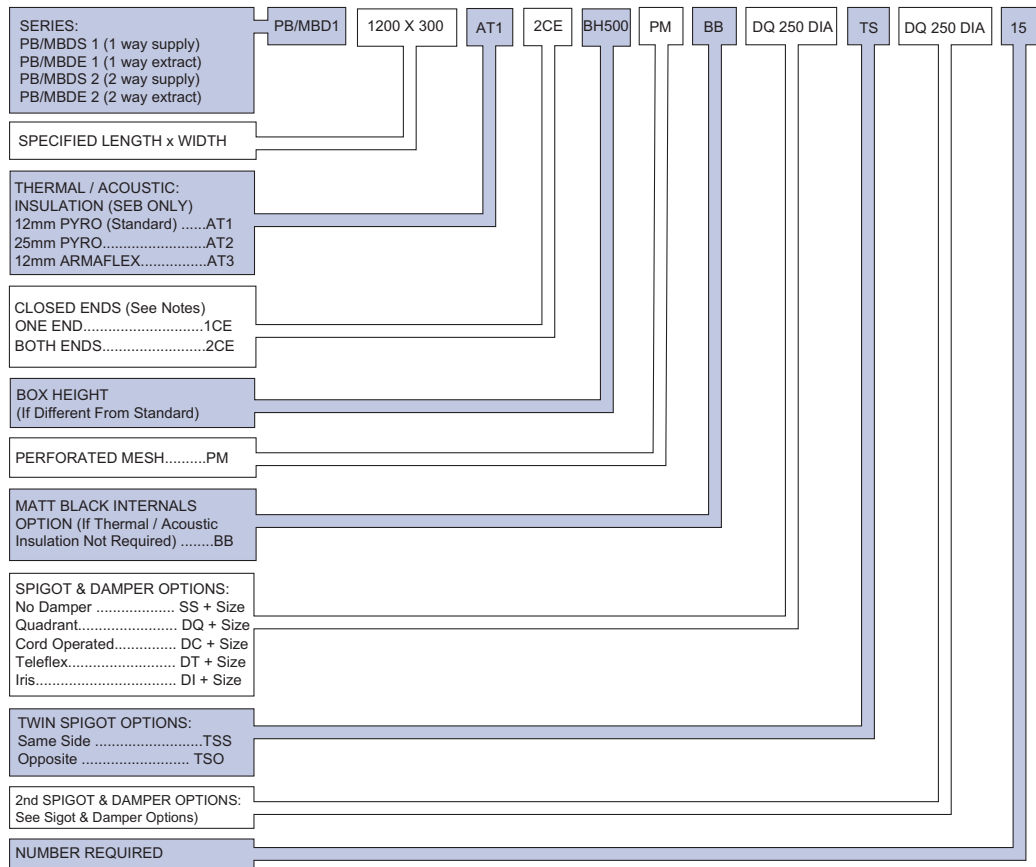 PB/MBD1 1200 X 300 AT1 2CE BH500 PM BB DQ 250 DIA TS DQ 250 DIA 15
SERIES:
PB/MBDS 1 (1 way supply)
PB/MBDE 1 (1 way extract)
PB/MBDS 2 (2 way supply)
PB/MBDE 2 (2 way extract)
SPECIFIED LENGTH x WIDTH
THERMAL / ACOUSTIC:
INSULATION (SEB ONLY)
12mm PYRO (Standard) .....AT1
25mm PYRO.........................AT2
12mm ARMAFLEX................AT3
CLOSED ENDS (See Notes)
ONE END.............................1CE
BOTH ENDS.........................2CE
BOX HEIGHT
(If Different From Standard)
PERFORATED MESH..........PM
MATT BLACK INTERNALS
OPTION (If Thermal / Acoustic
Insulation Not Required) ........BB
SPIGOT & DAMPER OPTIONS:
No Damper ................... SS + Size
Quadrant........................ DQ + Size
Cord Operated............... DC + Size
Teleflex.......................... DT + Size
Iris.................................. DI + Size
TWIN SPIGOT OPTIONS:
Same Side ..........................TSS
Opposite .......................... TSO
2nd SPIGOT & DAMPER OPTIONS:
See Sigot & Damper Options)
NUMBER REQUIRED